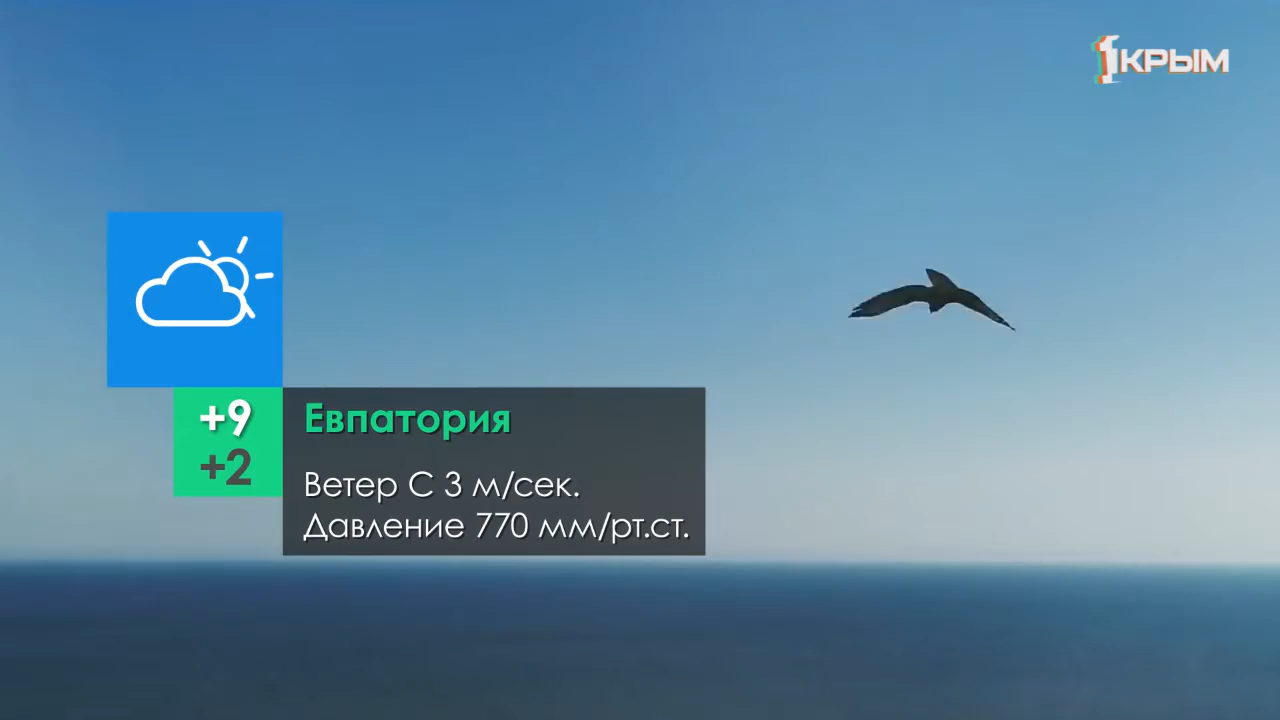 1КРЫМ
+9
+2
Евпатория
Ветер С 3 м/сек.
Давление 770 мм/рт.ст.